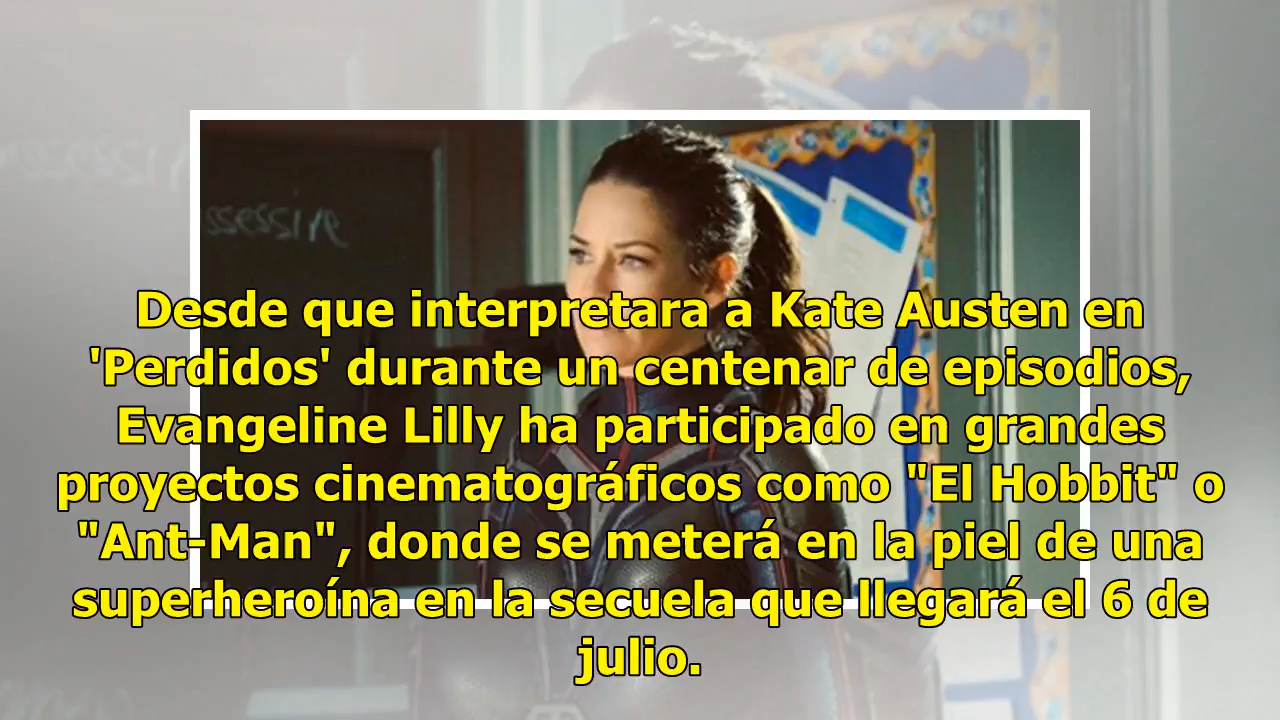 ssessive
Desde que interpretara a Kate Austen en
'Perdidos' durante un centenar de episodios,
Evangeline Lilly ha participado en grandes
proyectos cinematográficos como "El Hobbit" o
"Ant-Man", donde se meterá en la piel de una
superheroína en la secuela que llegará el 6 de
julio.